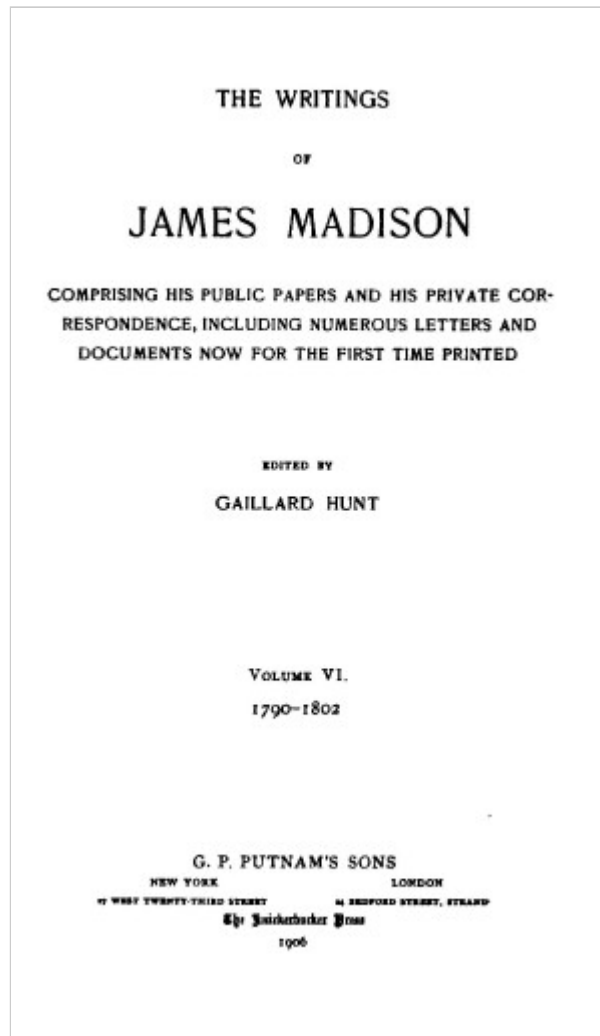 THE WRITINGS
OF
JAMES MADISON
COMPRISING HIS PUBLIC PAPERS AND HIS PRIVATE COR-
RESPONDENCE, INCLUDING NUMEROUS LETTERS AND
DOCUMENTS NOW FOR THE FIRST TIME PRINTED
EDITED BY
GAILLARD HUNT
VOLUME VI.
1790-1802
G. P. PUTNAM'S SONS
NEW YORK LONDON
27 WEST TWENTY-THIRD STREET 24 BEDFORD STREET, STRAND
The Knickerbocker Press
1906